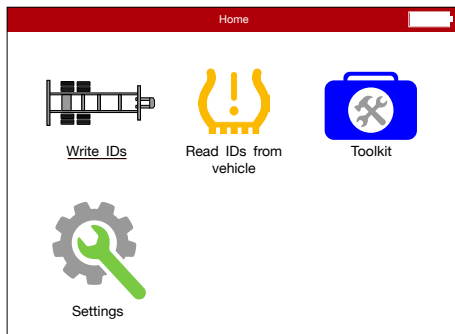 Home
Write IDs
Read IDs from
vehicle
Toolkit
Settings